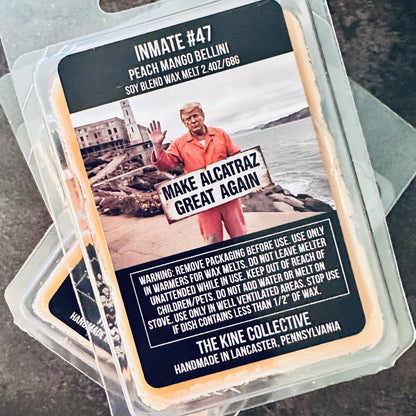 INMATE #47
PEACH MANGO BELLINI
SOY BLEND WAX MELT 2.4OZ/68G
MAKE ALCATRAZ
GREAT AGAIN
WARNING: REMOVE PACKAGING BEFORE USE. USE ONLY
IN WARMERS FOR WAX MELTS. DO NOT LEAVE MELTER
UNATTENDED WHILE IN USE. KEEP OUT OF REACH OF
CHILDREN/PETS. DO NOT ADD WATER OR MELT ON
STOVE. USE ONLY IN WELL VENTILATED AREAS. STOP USE
IF DISH CONTAINS LESS THAN 1/2" OF WAX.
THE KINE COLLECTIVE
HANDMADE IN LANCASTER, PENNSYLVANIA